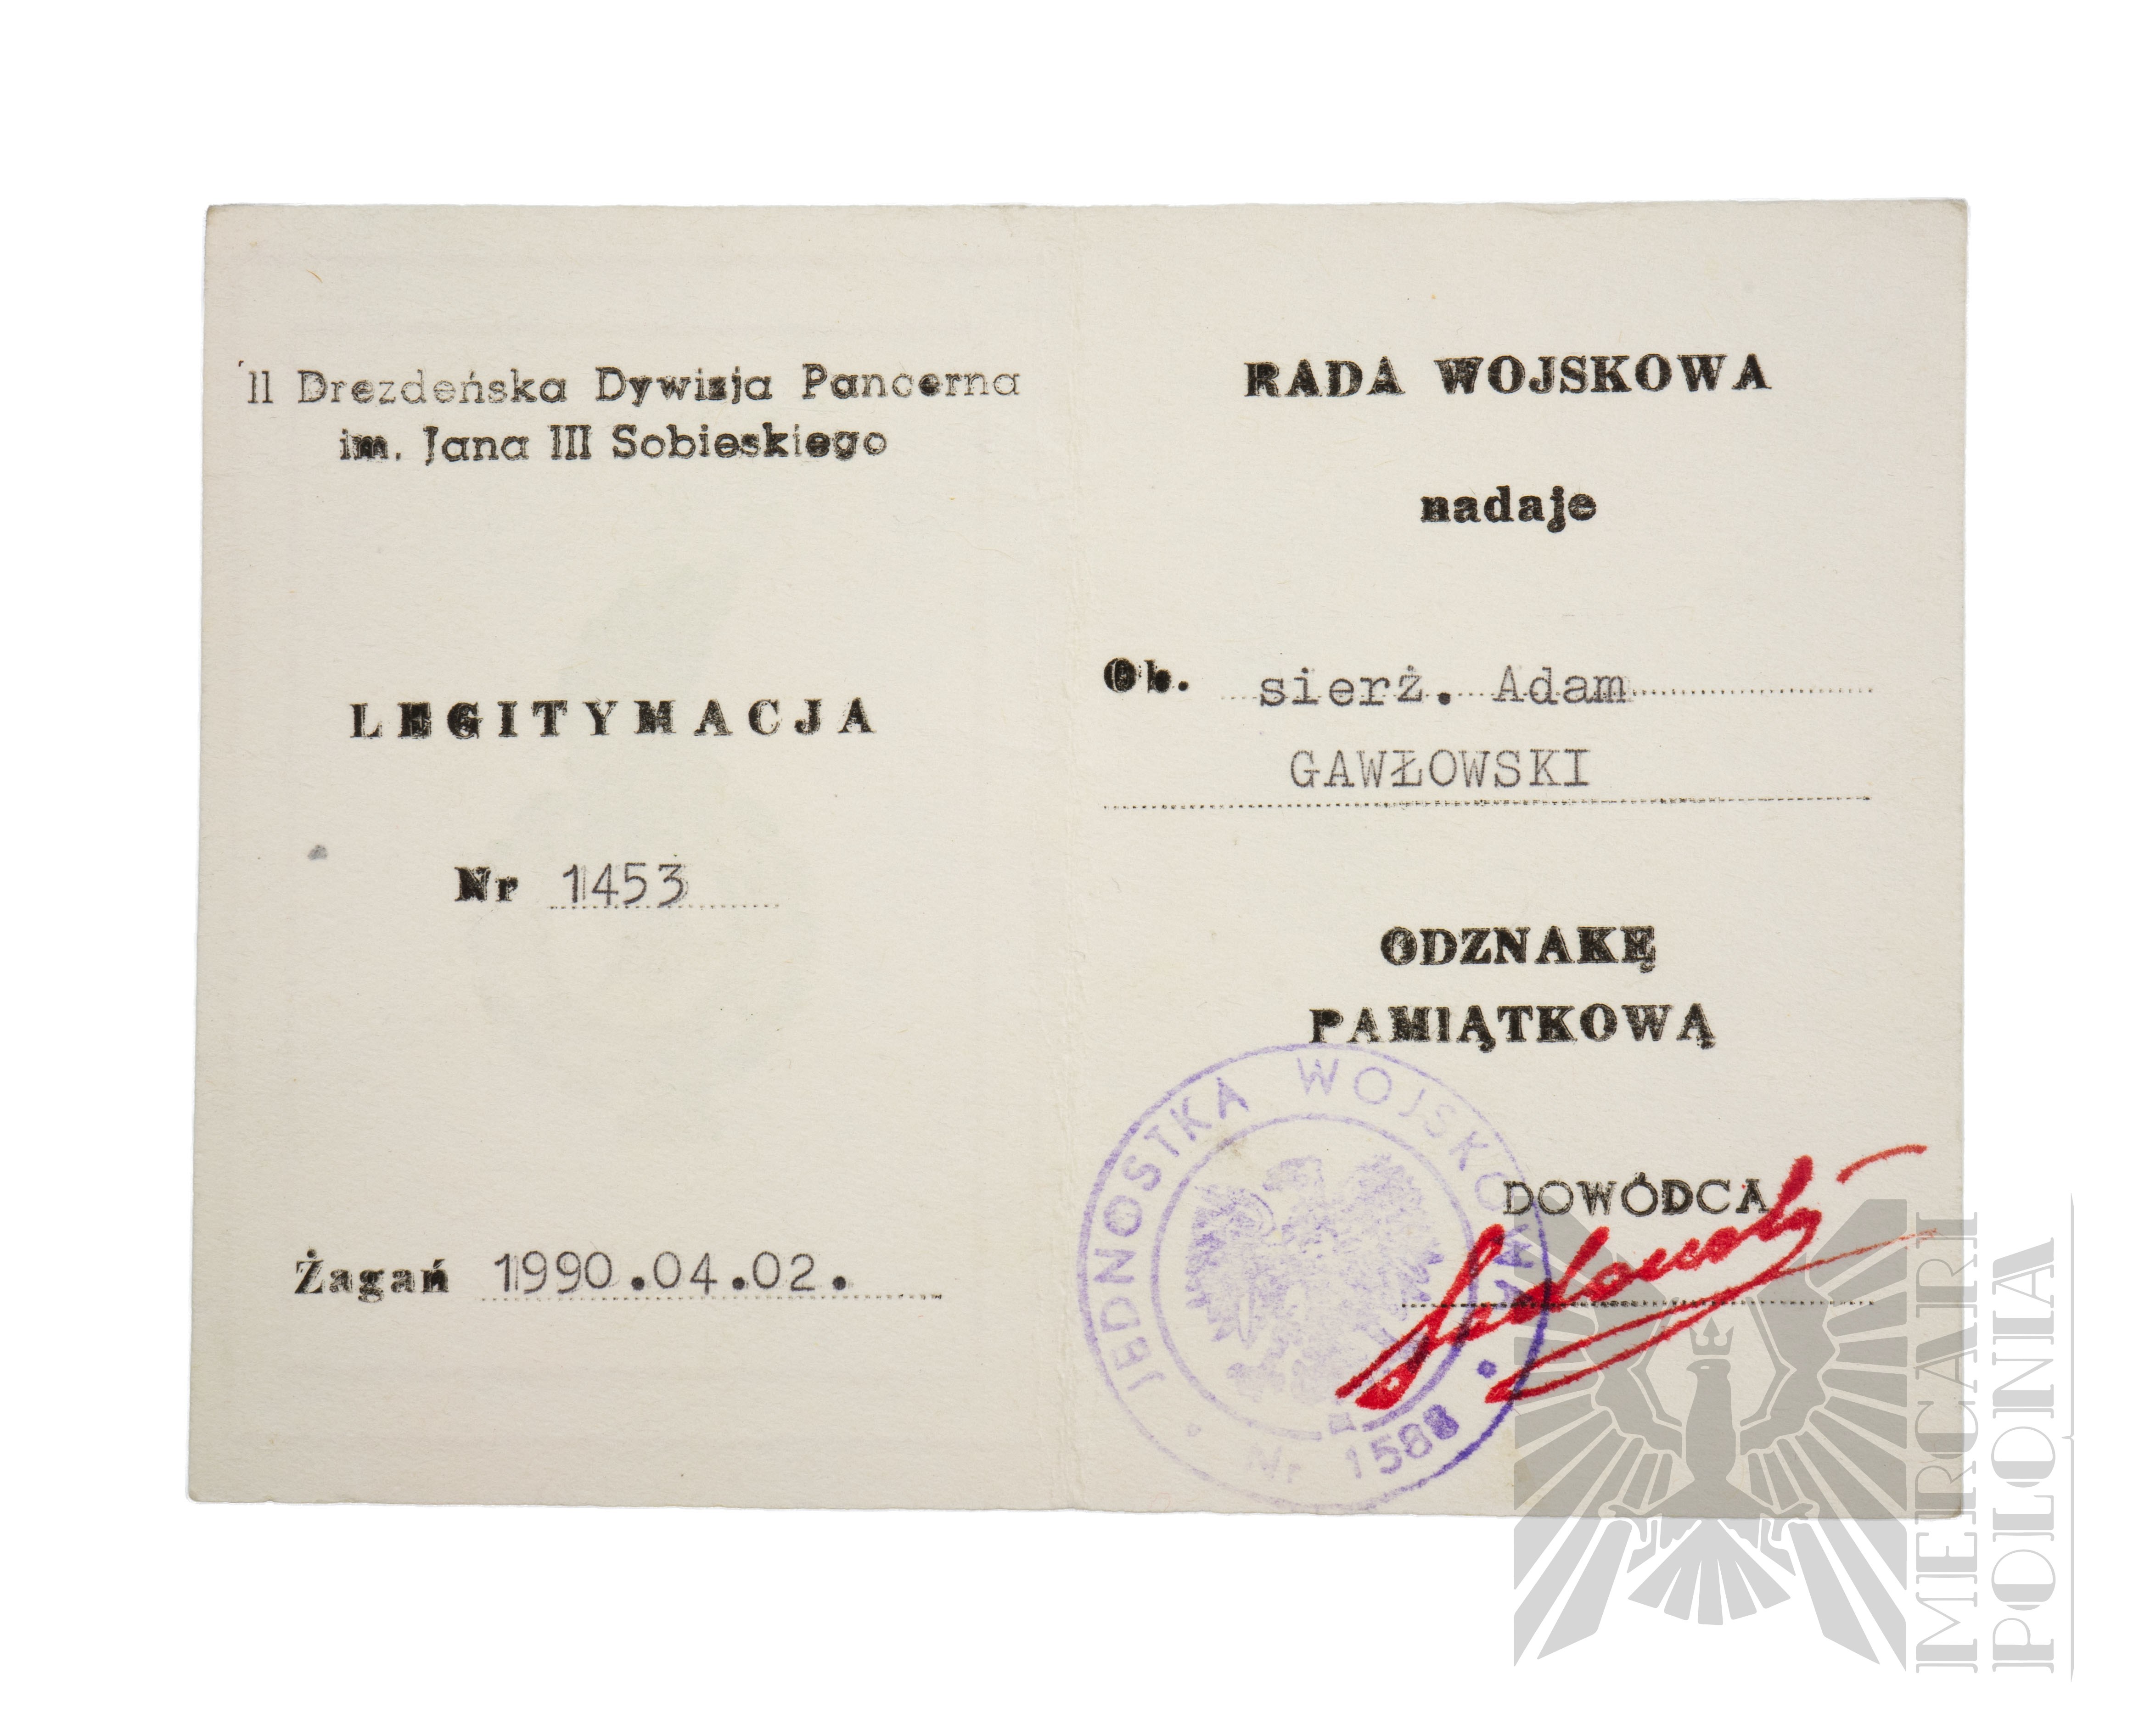 11 Drezdeńska Dywizja Pancerna
im. Jana III Sobieskiego
LEGITYMACJA
Nr 1453
Żagań 1990.04.02.
RADA WOJSKOWA
nadaje
Ob. sierż. Adam
GAWŁOWSKI
ODZNAKĘ
PAMIĄTKOWĄ
DOWÓDCA
JEDNOSTKA WOJSKOWA
Nr 1588
MERCARI
POLONIA